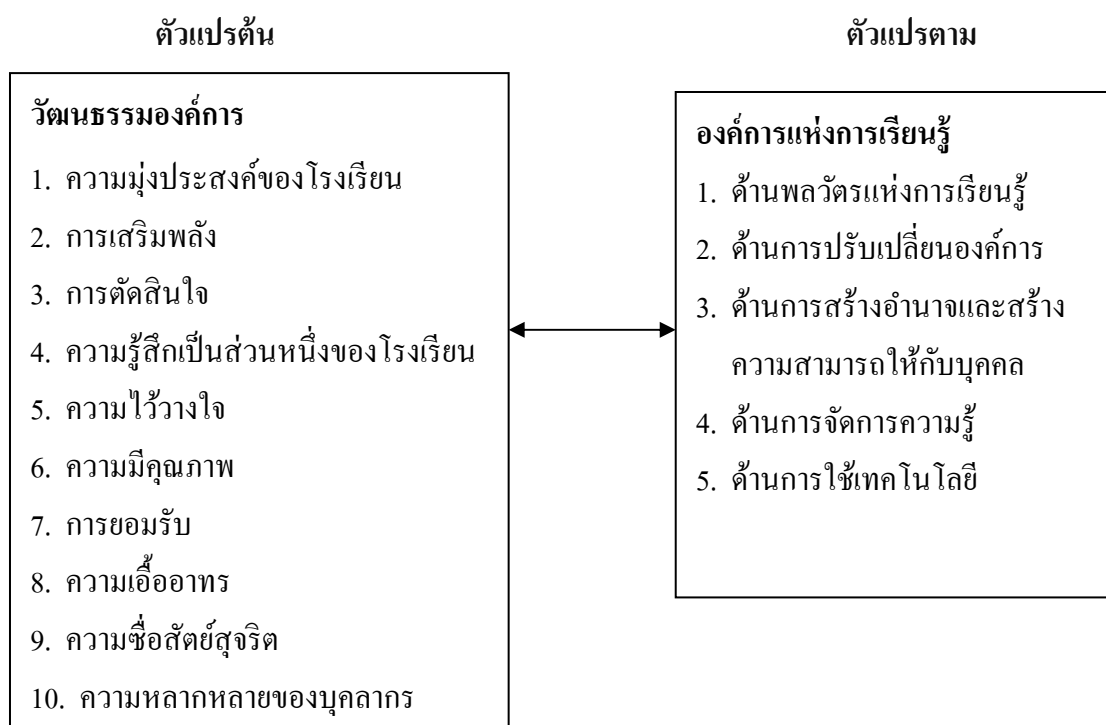 ตัวแปรต้น
วัฒนธรรมองค์การ
1. ความมุ่งประสงค์ของโรงเรียน
2. การเสริมพลัง
3. การตัดสินใจ
4. ความรู้สึกเป็นส่วนหนึ่งของโรงเรียน
5. ความไว้วางใจ
6. ความมีคุณภาพ
7. การยอมรับ
8. ความเอื้ออาทร
9. ความซื่อสัตย์สุจริต
10. ความหลากหลายของบุคลากร
ตัวแปรตาม
องค์การแห่งการเรียนรู้
1. ด้านพลวัตรแห่งการเรียนรู้
2. ด้านการปรับเปลี่ยนองค์การ
3. ด้านการสร้างอำนาจและสร้าง
ความสามารถให้กับบุคคล
4. ด้านการจัดการความรู้
5. ด้านการใช้เทคโนโลยี